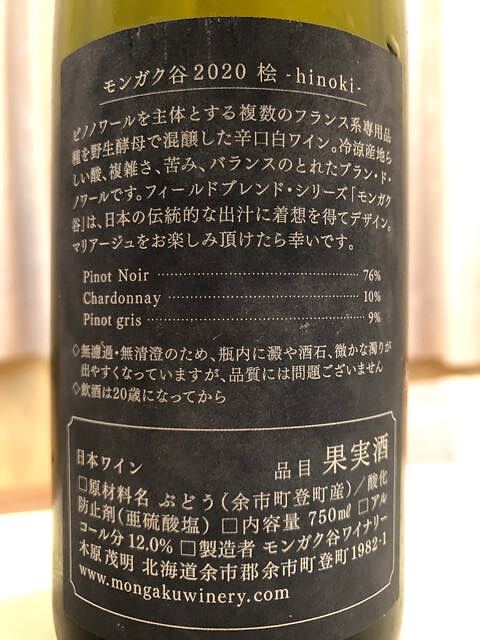 モンガク谷2020 桧 -hinoki-
ピノノワールを主体とする複数のフランス系専用品
種を野生酵母で混醸した辛口白ワイン。冷涼産地ら
しい酸、複雑さ、苦み、バランスのとれたブラン・ド・
ノワールです。フィールドブレンド・シリーズ「モンガク
谷」は、日本の伝統的な出汁に着想を得てデザイン。
マリアージュをお楽しみ頂けたら幸いです。
Pinot Noir 76%
Chardonnay 10%
Pinot gris 9%
◇無濾過・無清澄のため、瓶内に澱や酒石、微かな濁りが
出やすくなっていますが、品質には問題ございません
◇飲酒は20歳になってから
日本ワイン 品目 果実酒
□原材料名 ぶどう(余市町登町産)/酸化
防止剤(亜硫酸塩) □内容量 750㎖ □アル
コール分12.0% □製造者 モンガク谷ワイナリー
木原 茂明 北海道余市郡余市町登町1982-1
www.mongakuwinery.com